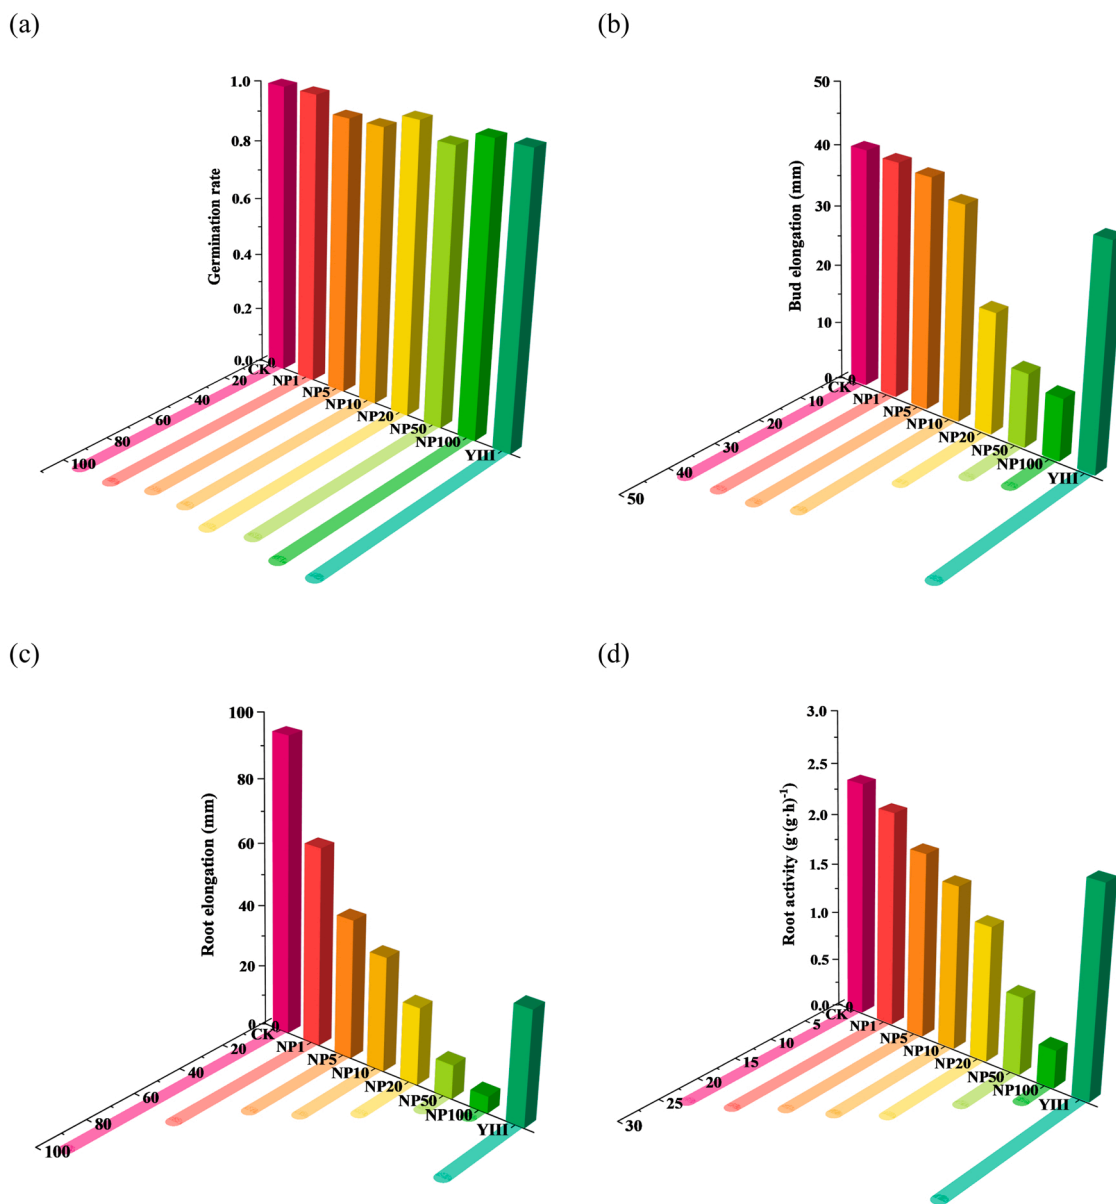 (a)
1.0
0.8
0.6
0.4
0.2
0.0
Germination rate
0
20
40
60
80
100
CK
NP1
NP5
NP10
NP20
NP50
NP100
YIII
(b)
50
40
30
20
10
0
Bud elongation (mm)
0
10
20
30
40
50
CK
NP1
NP5
NP10
NP20
NP50
NP100
YIII
(c)
100
80
60
40
20
0
Root elongation (mm)
0
20
40
60
80
100
CK
NP1
NP5
NP10
NP20
NP50
NP100
YIII
(d)
3.0
2.5
2.0
1.5
1.0
0.5
0.0
Root activity (g·(g·h)⁻¹)
0
5
10
15
20
25
30
CK
NP1
NP5
NP10
NP20
NP50
NP100
YIII